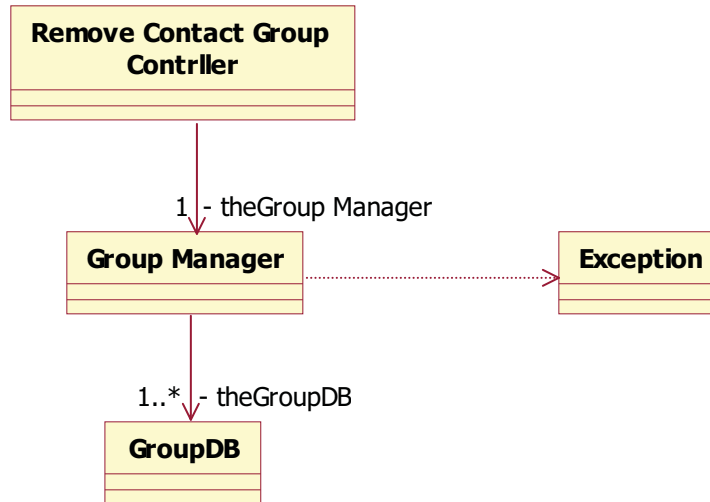 Remove Contact Group
Contrller
1 - theGroup Manager
Group Manager
Exception
1..* - theGroupDB
GroupDB